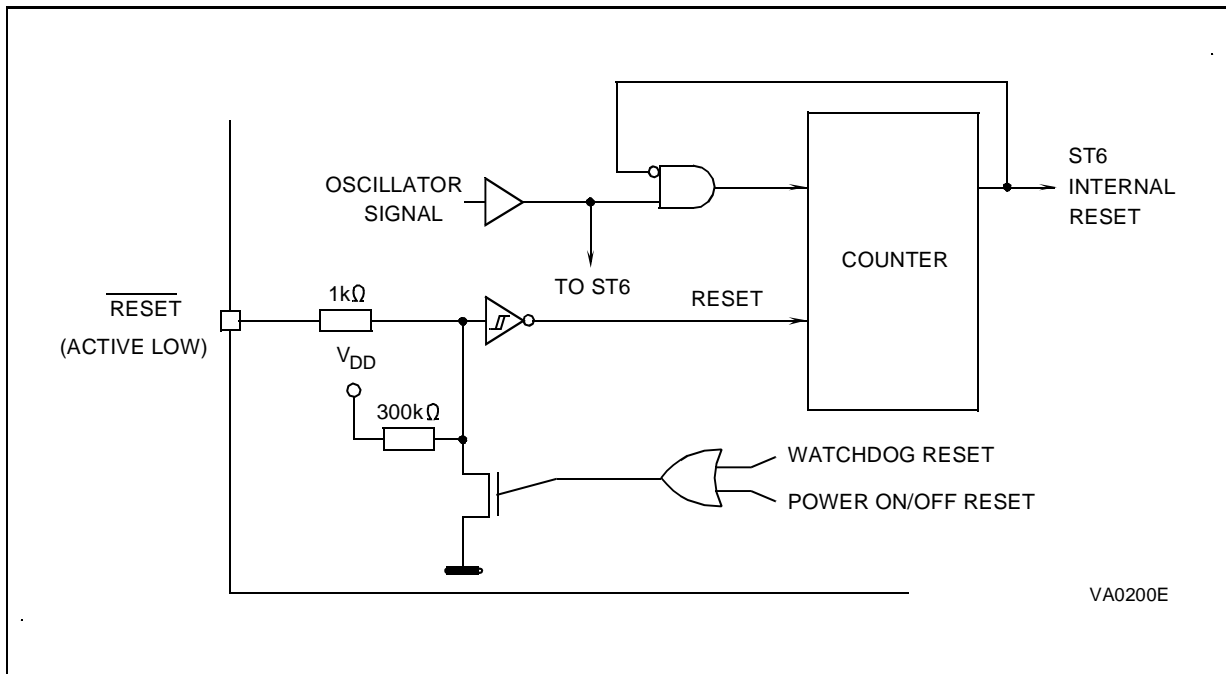 OSCILLATOR
SIGNAL
TO ST6
ST6
INTERNAL
RESET
COUNTER
RESET
RESET
(ACTIVE LOW)
1kΩ
VDD
300kΩ
WATCHDOG RESET
POWER ON/OFF RESET
VA0200E